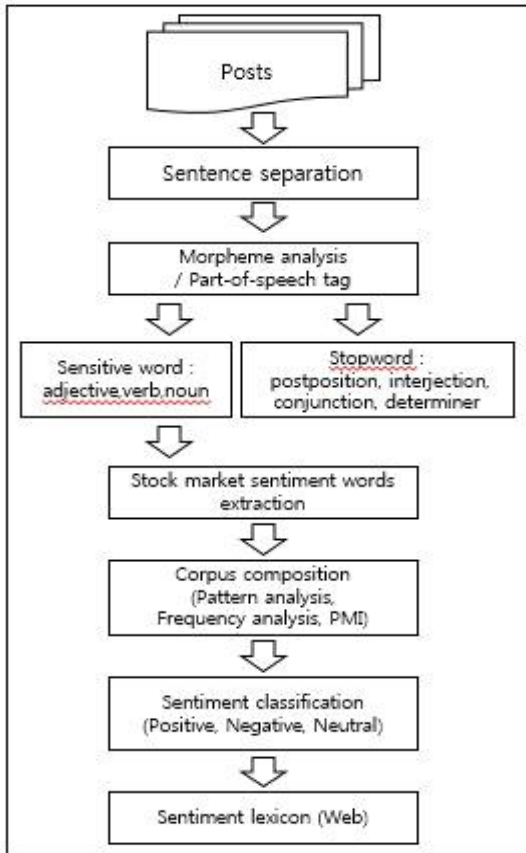 Posts
Sentence separation
Morpheme analysis
/ Part-of-speech tag
Sensitive word :
adjective,verb,noun
Stopword :
postposition, interjection,
conjunction, determiner
Stock market sentiment words
extraction
Corpus composition
(Pattern analysis,
Frequency analysis, PMI)
Sentiment classification
(Positive, Negative, Neutral)
Sentiment lexicon (Web)